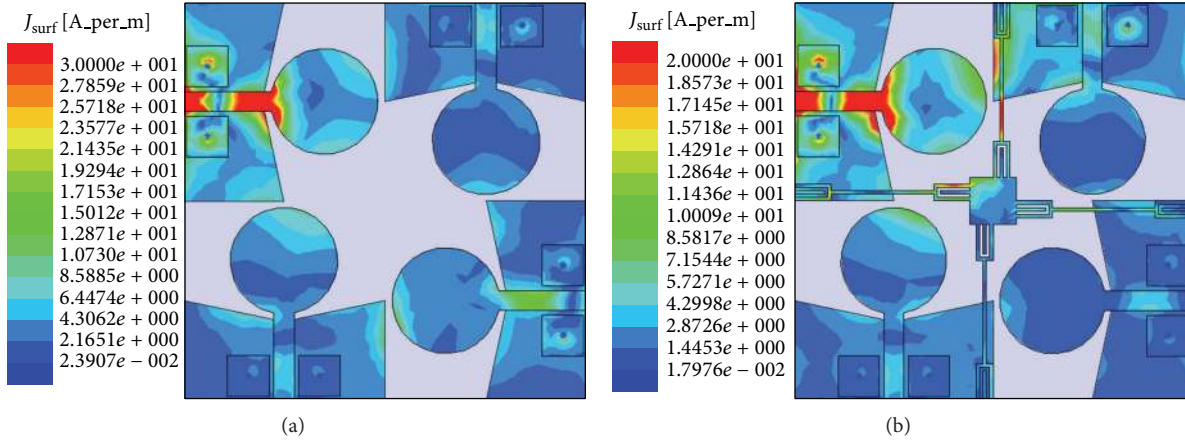 J_surf [A_per_m]
3.0000e + 001
2.7859e + 001
2.5718e + 001
2.3577e + 001
2.1435e + 001
1.9294e + 001
1.7153e + 001
1.5012e + 001
1.2871e + 001
1.0730e + 001
8.5885e + 000
6.4474e + 000
4.3062e + 000
2.1651e + 000
2.3907e − 002
(a)
J_surf [A_per_m]
2.0000e + 001
1.8573e + 001
1.7145e + 001
1.5718e + 001
1.4291e + 001
1.2864e + 001
1.1436e + 001
1.0009e + 001
8.5817e + 000
7.1544e + 000
5.7271e + 000
4.2998e + 000
2.8726e + 000
1.4453e + 000
1.7976e − 002
(b)